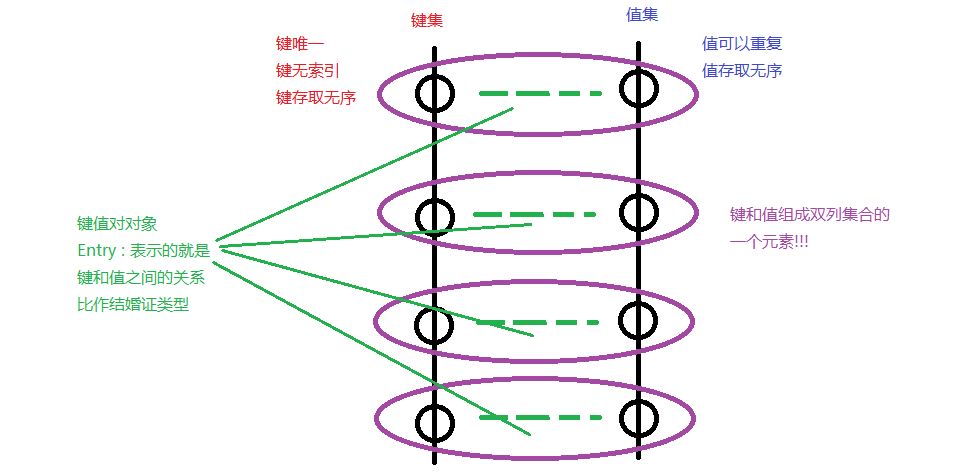 键集
值集
键唯一
键无索引
键存取无序
值可以重复
值存取无序
键值对对象
Entry : 表示的就是
键和值之间的关系
比作结婚证类型
键和值组成双列集合的
一个元素!!!